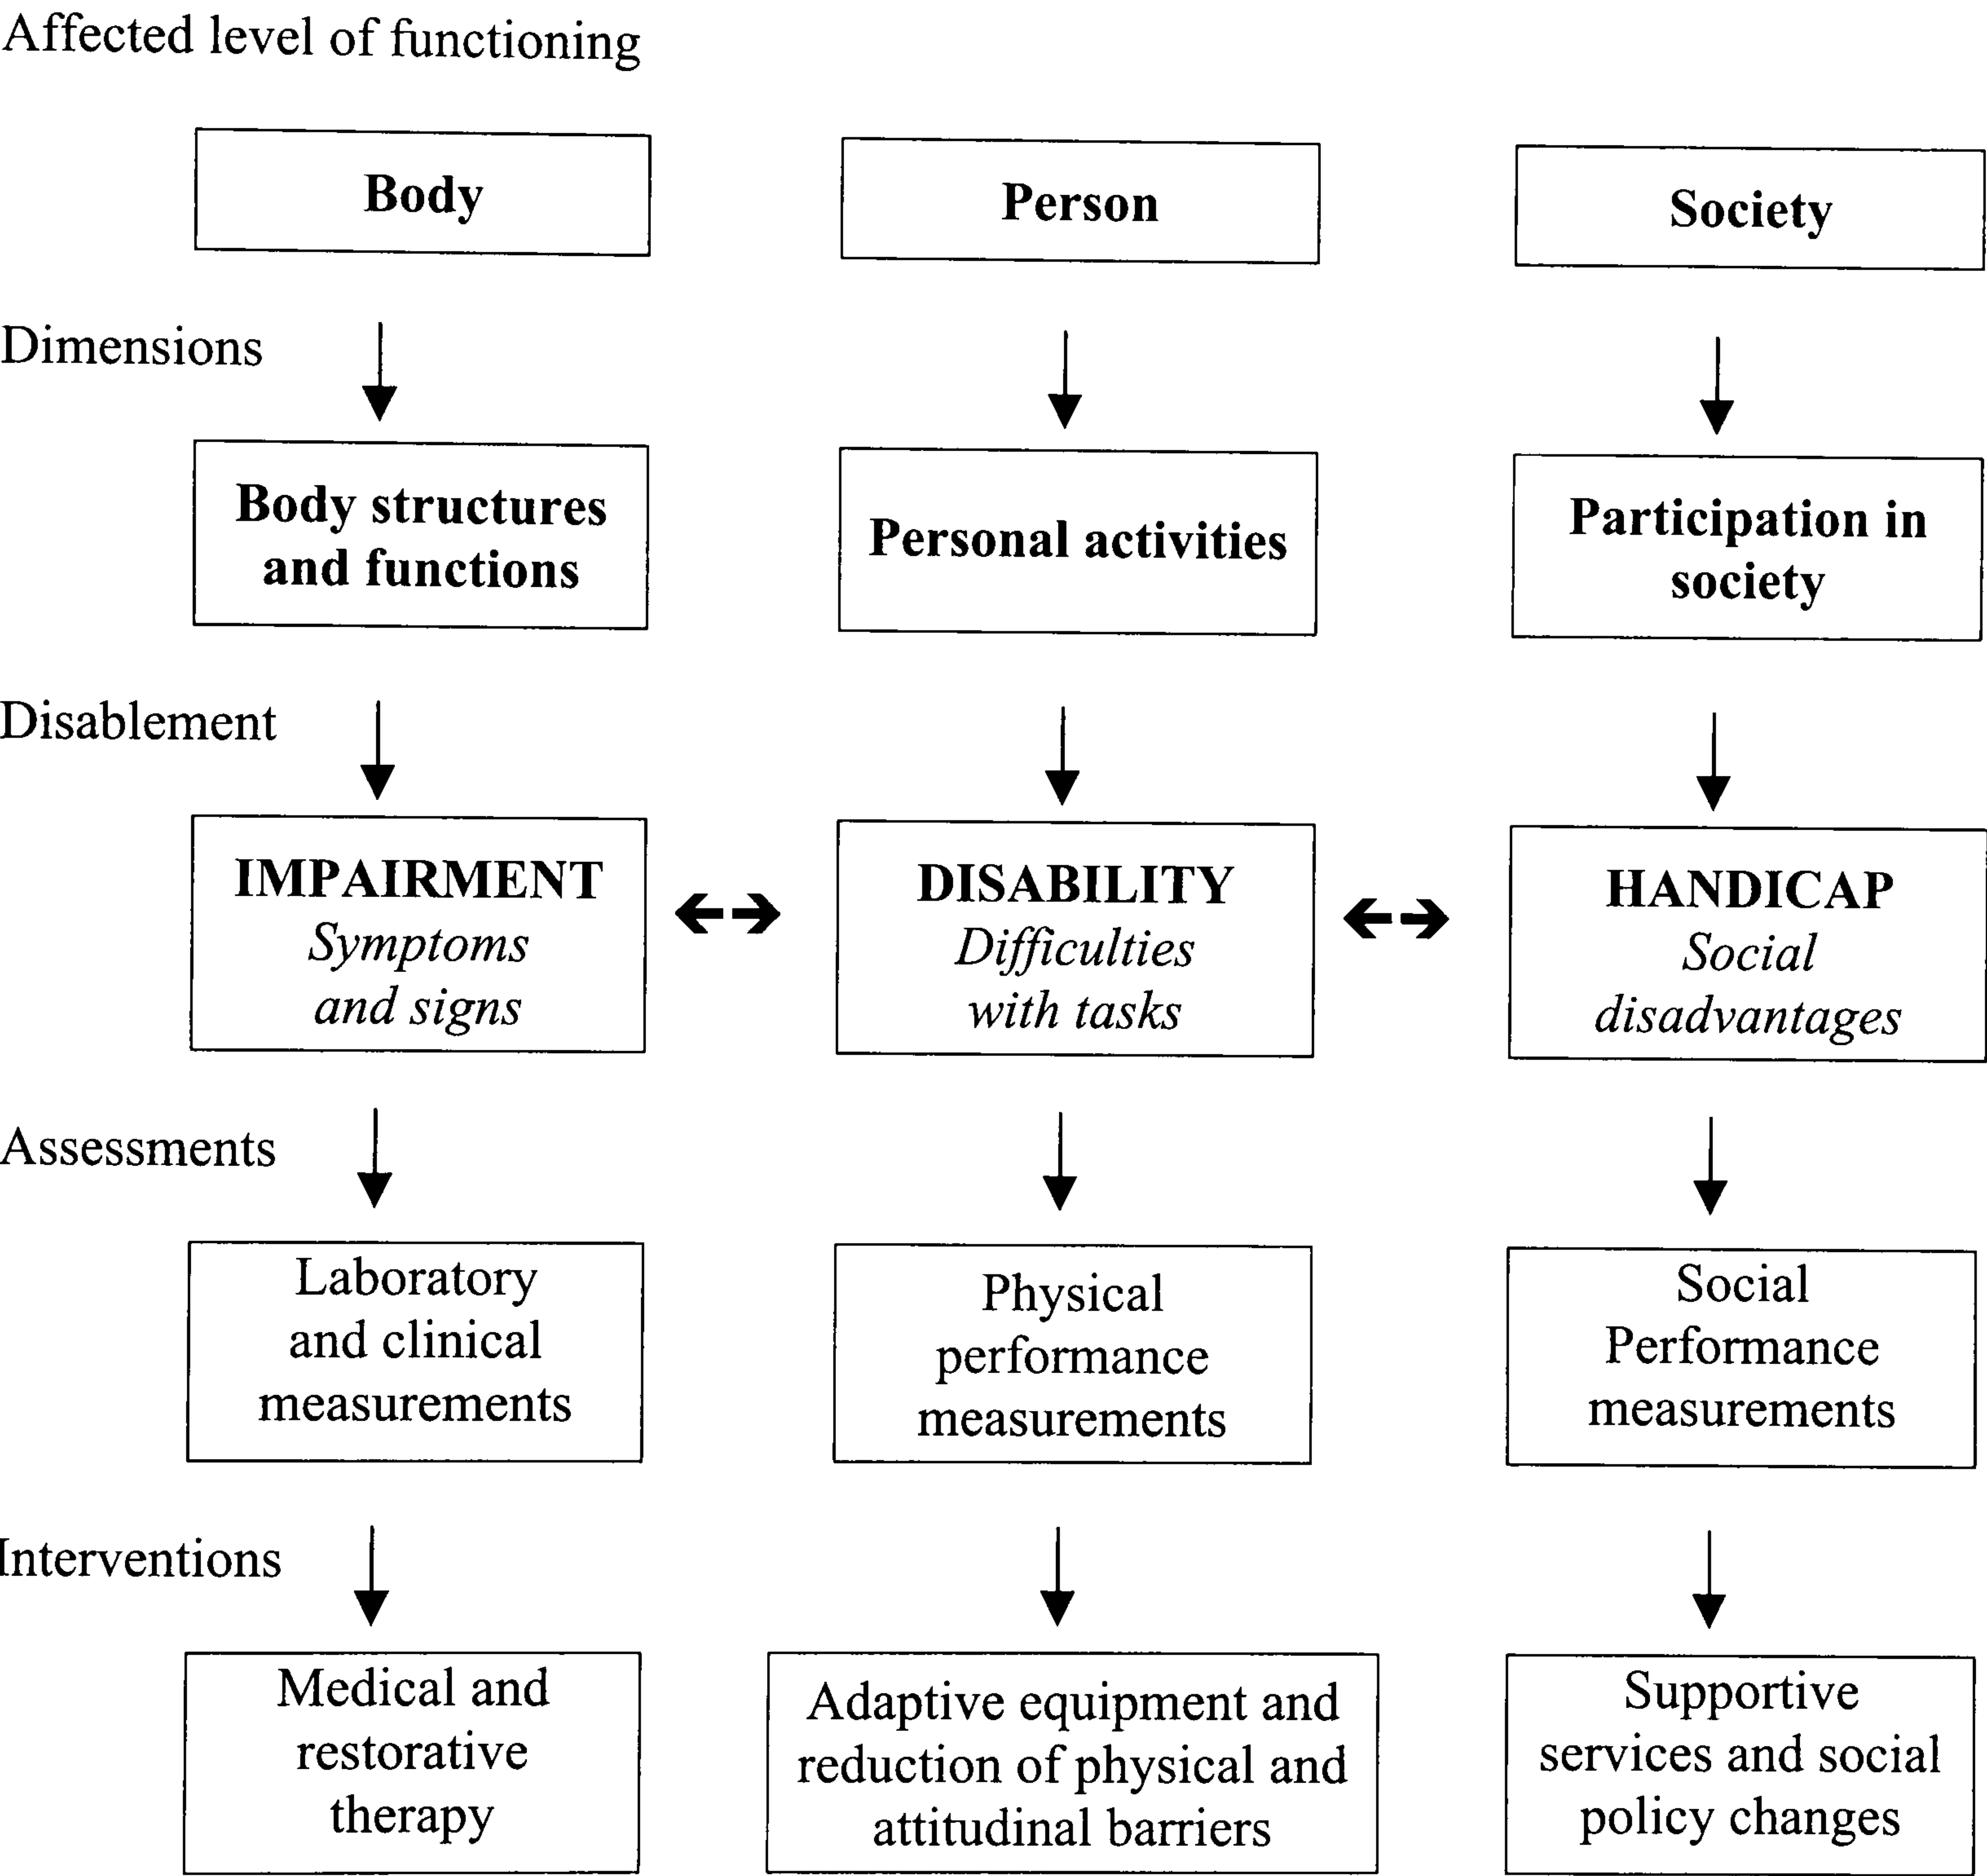 Affected level of functioning
Body
Person
Society
Dimensions
Body structures
and functions
Personal activities
Participation in
society
Disablement
IMPAIRMENT
Symptoms
and signs
DISABILITY
Difficulties
with tasks
HANDICAP
Social
disadvantages
Assessments
Laboratory
and clinical
measurements
Physical
performance
measurements
Social
Performance
measurements
Interventions
Medical and
restorative
therapy
Adaptive equipment and
reduction of physical and
attitudinal barriers
Supportive
services and social
policy changes